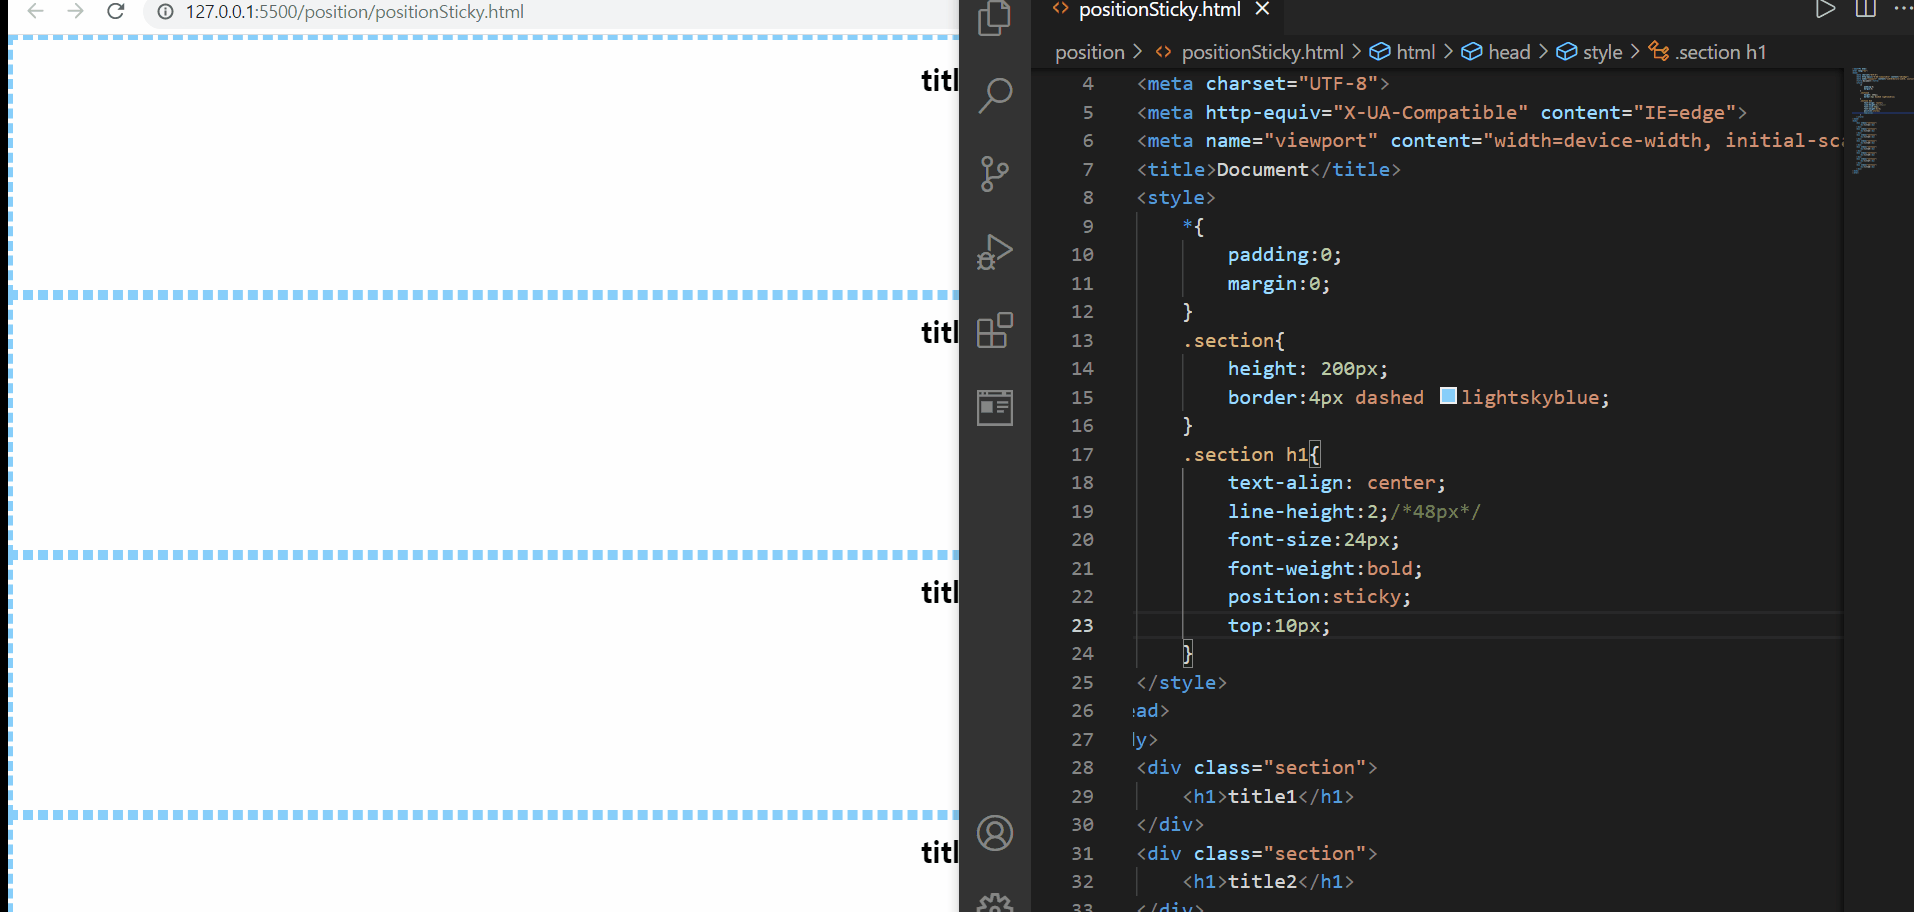 127.0.0.1:5500/position/positionSticky.html
titl
titl
titl
titl
positionSticky.html
position > positionSticky.html > html > head > style > .section h1
4 <meta charset="UTF-8">
5 <meta http-equiv="X-UA-Compatible" content="IE=edge">
6 <meta name="viewport" content="width=device-width, initial-sca
7 <title>Document</title>
8 <style>
9 *{
10 padding:0;
11 margin:0;
12 }
13 .section{
14 height: 200px;
15 border:4px dashed lightskyblue;
16 }
17 .section h1{
18 text-align: center;
19 line-height:2;/*48px*/
20 font-size:24px;
21 font-weight:bold;
22 position:sticky;
23 top:10px;
24 }
25 </style>
26 ead>
27 ly>
28 <div class="section">
29 <h1>title1</h1>
30 </div>
31 <div class="section">
32 <h1>title2</h1>
33 </div>